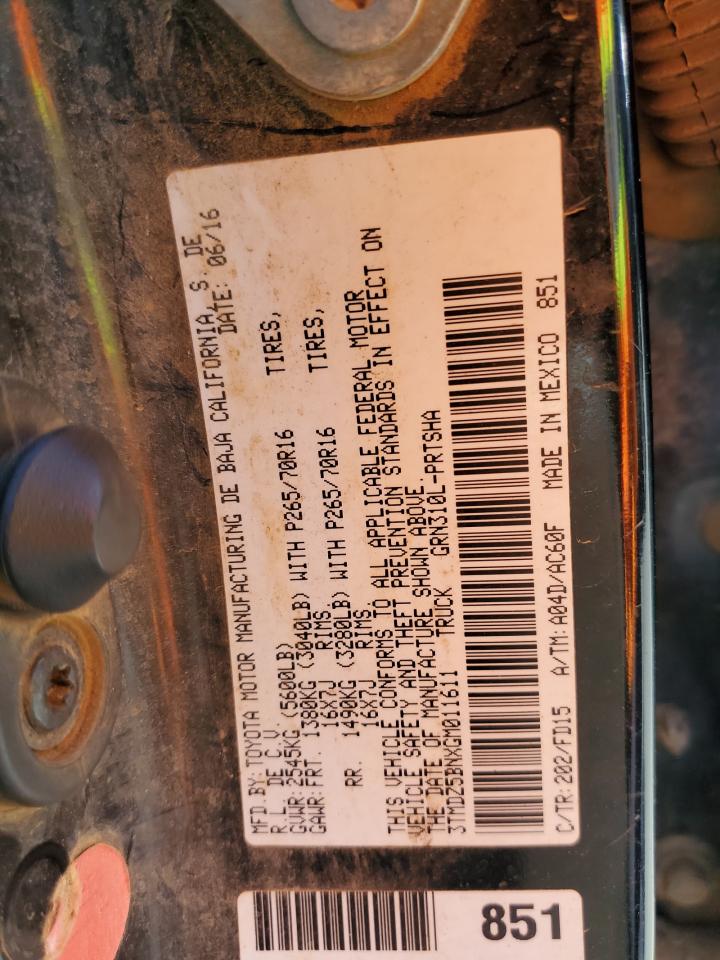 MFD.BY:TOYOTA MOTOR MANUFACTURING DE BAJA CALIFORNIA,S. DE
R.L. DE C.V. DATE: 06/16
GVWR:2545KG(5600LB)
GAWR:FRT. 1380KG (3040LB) WITH P265/70R16 TIRES,
16X7J RIMS.
RR. 1490KG (3280LB) WITH P265/70R16 TIRES,
16X7J RIMS
THIS VEHICLE CONFORMS TO ALL APPLICABLE FEDERAL MOTOR
VEHICLE SAFETY AND THEFT PREVENTION STANDARDS IN EFFECT ON
THE DATE OF MANUFACTURE SHOWN ABOVE.
3TMDZ5BNXGM011611 TRUCK GRN310L-PRTSHA
C/TR:202/FD15 A/TM:A04D/AC60F MADE IN MEXICO 851
851